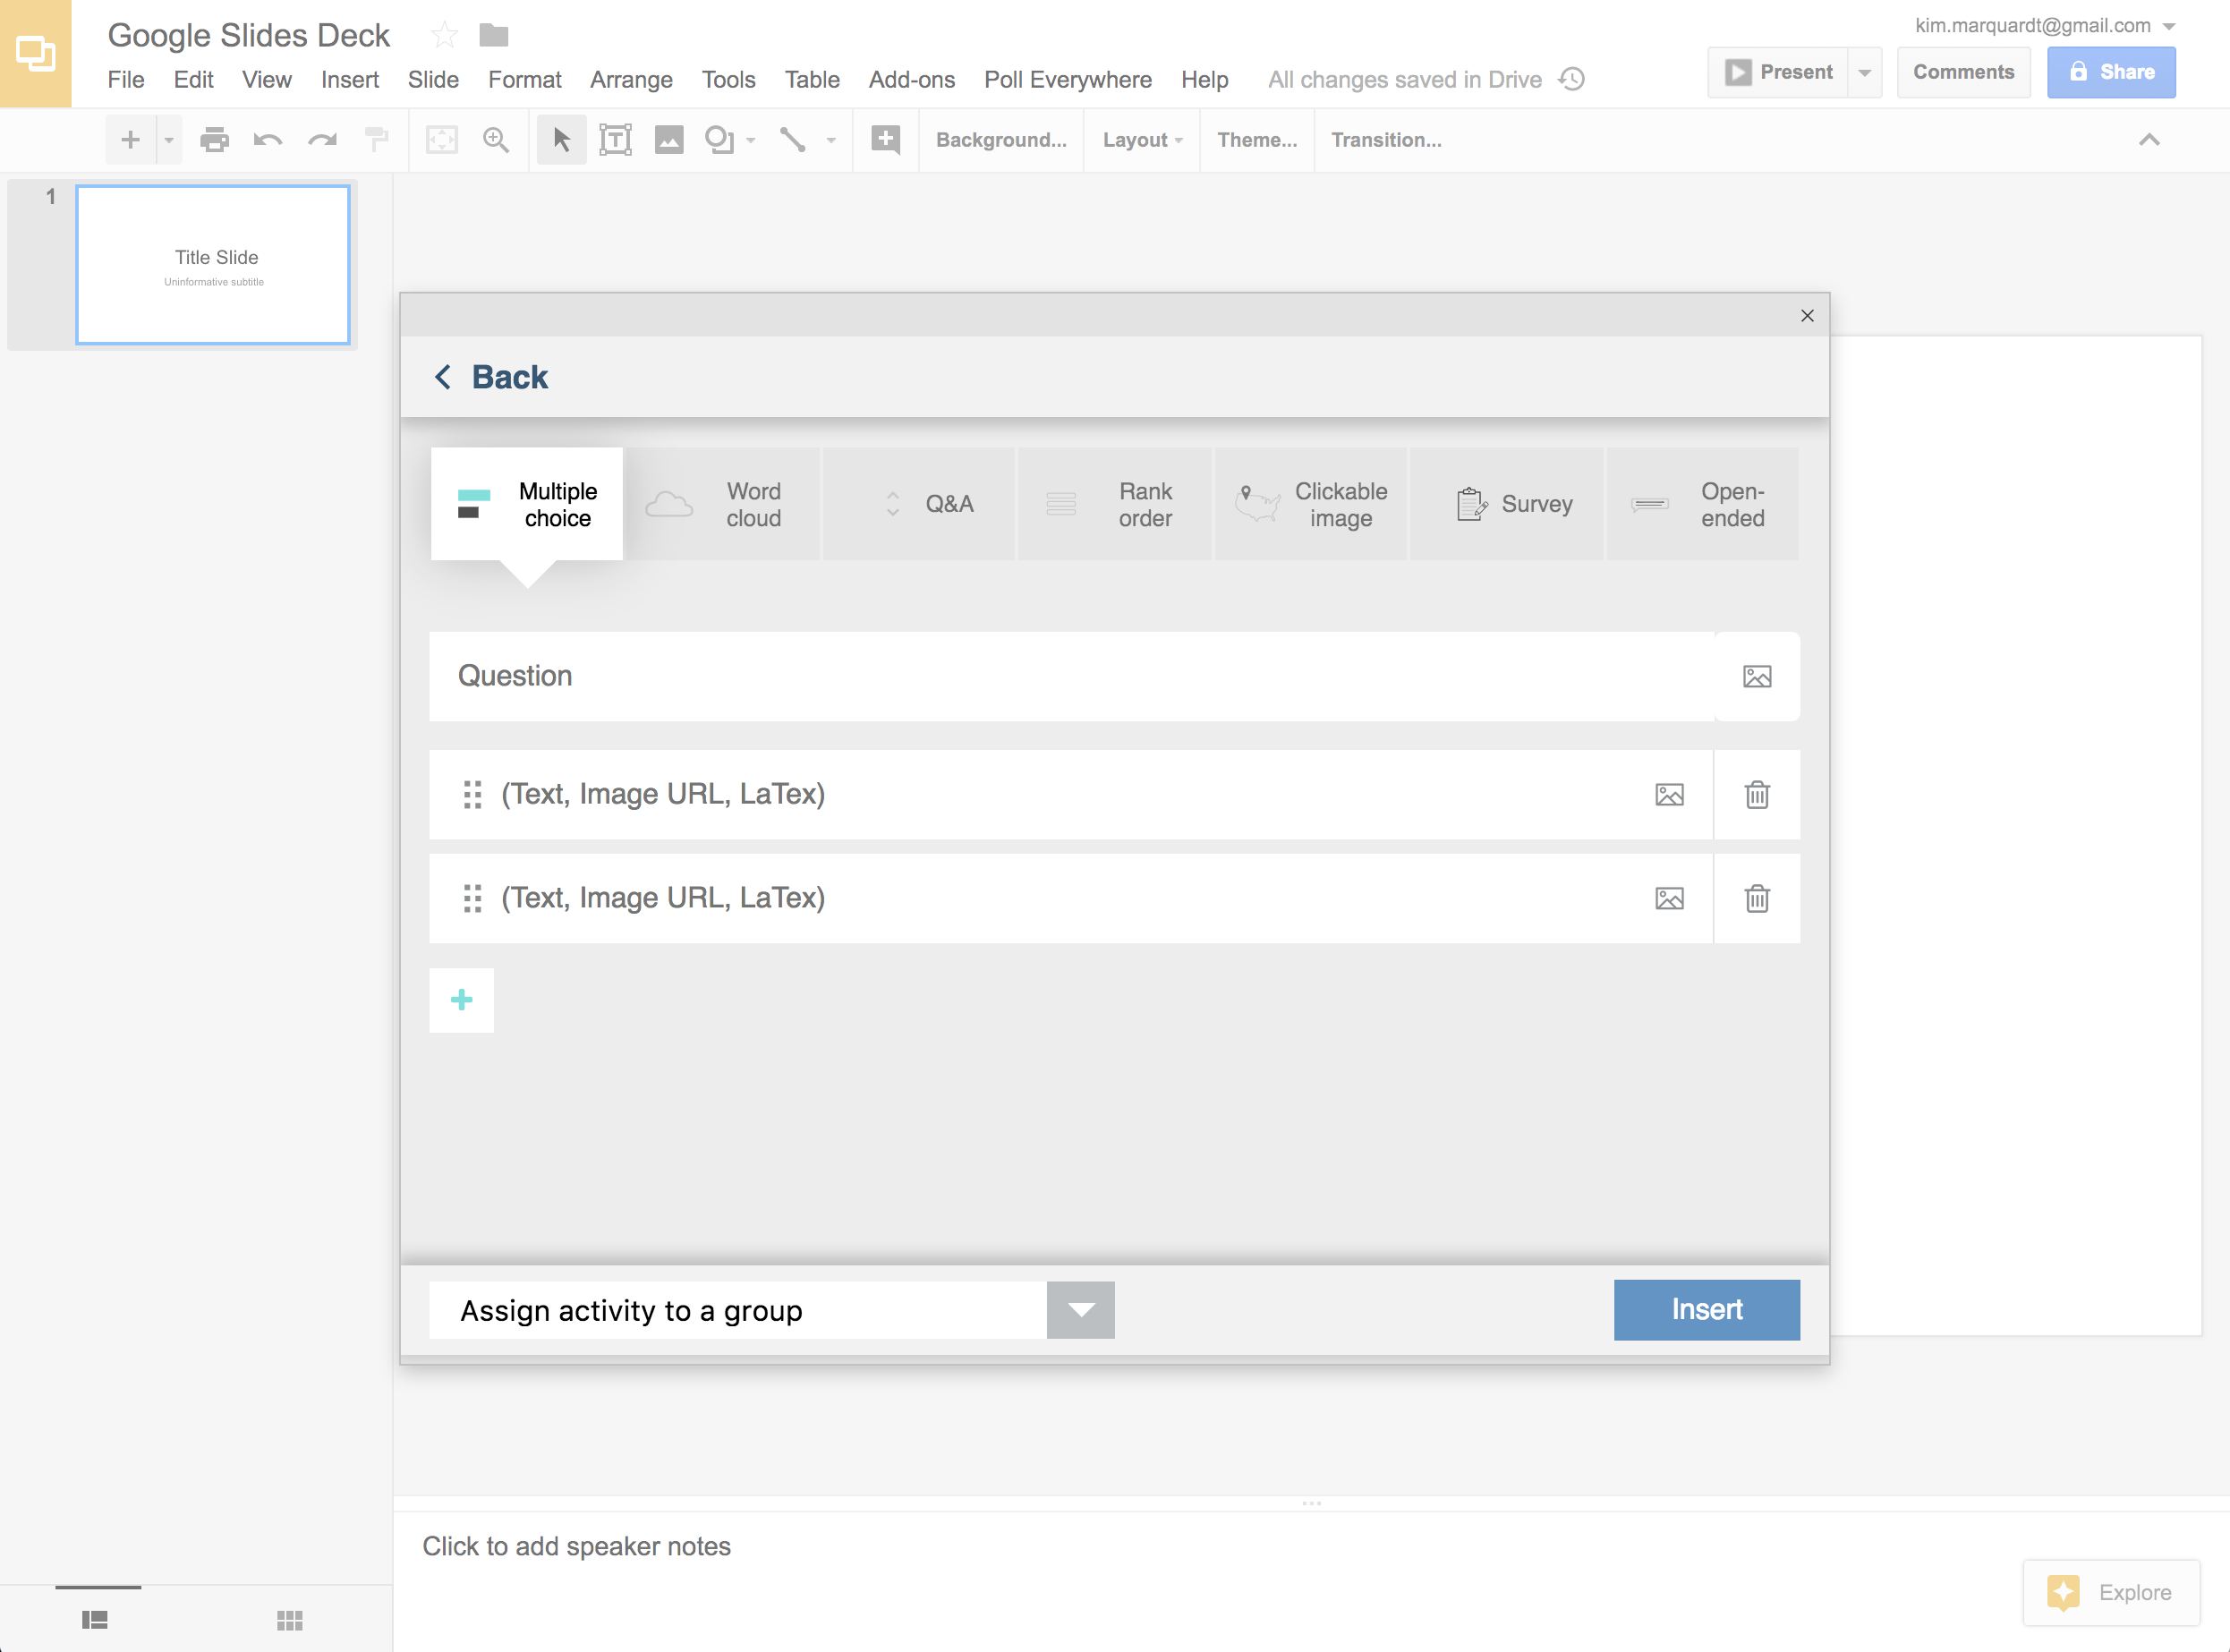 Google Slides Deck
kim.marquardt@gmail.com
File Edit View Insert Slide Format Arrange Tools Table Add-ons Poll Everywhere Help All changes saved in Drive
Present Comments Share
Background... Layout Theme... Transition...
1
Title Slide
Uninformative subtitle
Back
Multiple
choice
Word
cloud
Q&A
Rank
order
Clickable
image
Survey
Open-
ended
Question
(Text, Image URL, LaTex)
(Text, Image URL, LaTex)
Assign activity to a group
Insert
Click to add speaker notes
Explore